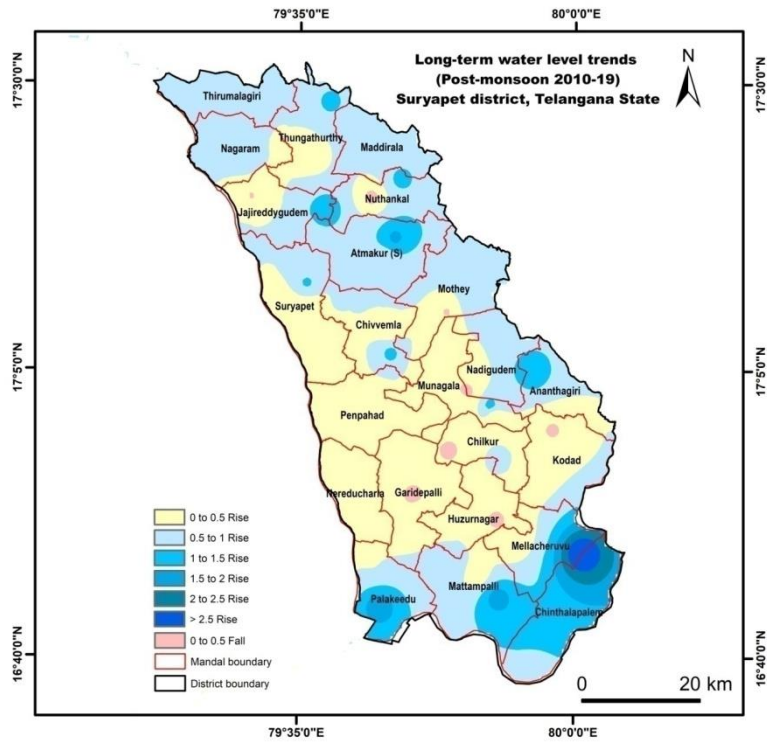 79°35'0"E
80°0'0"E
Long-term water level trends
(Post-monsoon 2010-19)
Suryapet district, Telangana State
N
17°30'0"N
17°30'0"N
Thirumalagiri
Thungathurthy
Nagaram
Maddirala
Jajireddygudem
Nuthankal
Atmakur (S)
Mothey
Suryapet
Chivvemla
17°5'0"N
17°5'0"N
Nadigudem
Munagala
Ananthagiri
Penpahad
Chilkur
Kodad
Nereducharla
Garidepalli
Huzurnagar
Mellacheruvu
Mattampalli
Palakeedu
Chinthalapalem
0 to 0.5 Rise
0.5 to 1 Rise
1 to 1.5 Rise
1.5 to 2 Rise
2 to 2.5 Rise
> 2.5 Rise
0 to 0.5 Fall
Mandal boundary
District boundary
16°40'0"N
16°40'0"N
0 20 km
79°35'0"E
80°0'0"E